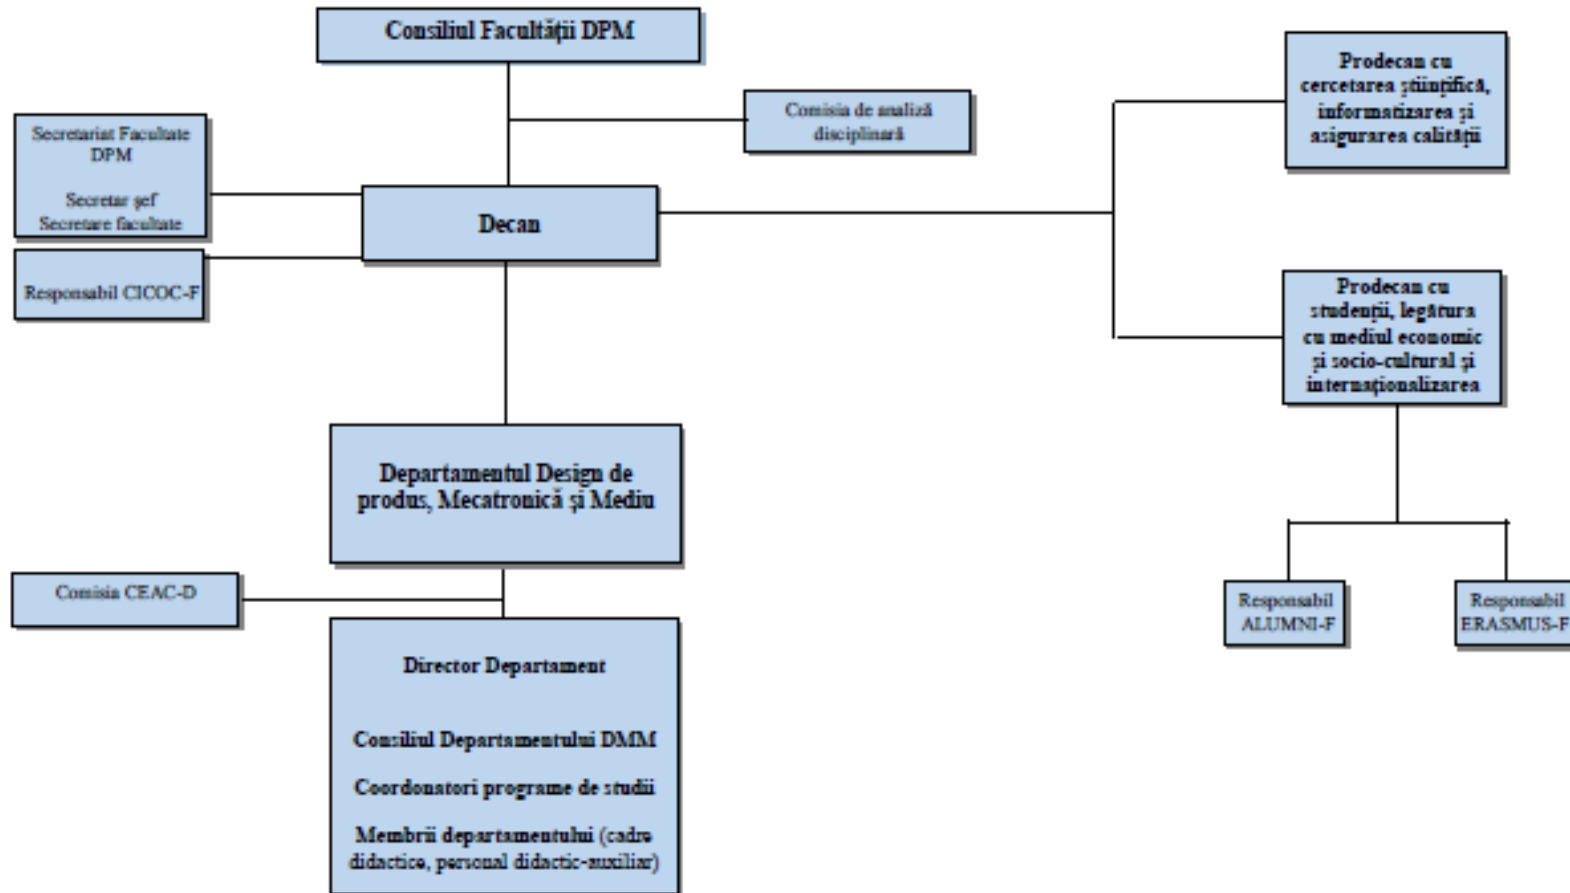 Consiliul Facultății DPM
Comisia de analiză
disciplinară
Prodecan cu
cercetarea științifică,
informatizarea și
asigurarea calității
Secretariat Facultate
DPM
Secretar șef
Secretare facultate
Decan
Responsabil CICOC-F
Prodecan cu
studenții, legătura
cu mediul economic
și socio-cultural și
internaționalizarea
Departamentul Design de
produs, Mecatronică și Mediu
Comisia CEAC-D
Responsabil
ALUMNI-F
Responsabil
ERASMUS-F
Director Departament
Consiliul Departamentului DMM
Coordonatori programe de studii
Membrii departamentului (cadre
didactice, personal didactic-auxiliar)